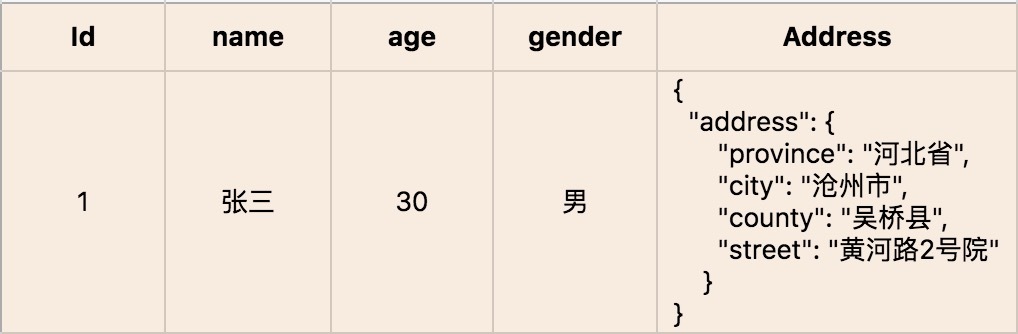 Id name age gender Address
1 张三 30 男
{
"address": {
"province": "河北省",
"city": "沧州市",
"county": "吴桥县",
"street": "黄河路2号院"
}
}